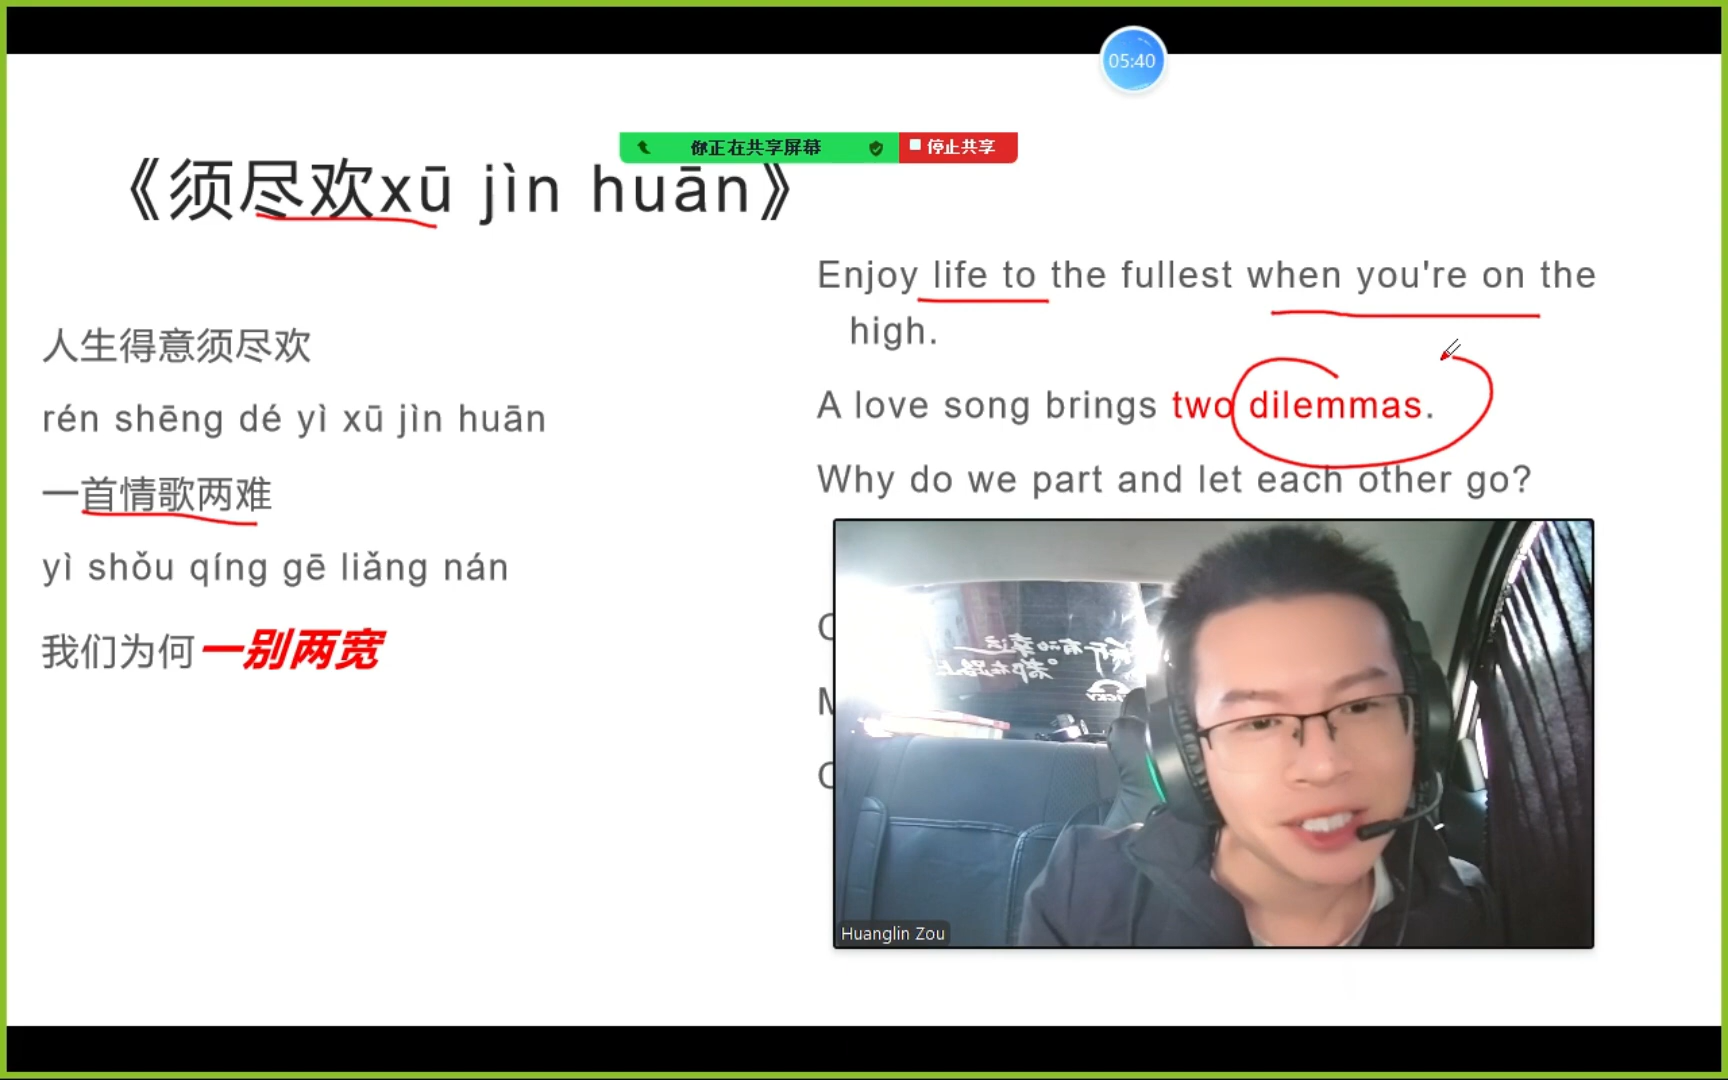 05:40
你正在共享屏幕 停止共享
《须尽欢xū jìn huān》
人生得意须尽欢
rén shēng dé yì xū jìn huān
一首情歌两难
yì shǒu qíng gē liǎng nán
我们为何一别两宽
Enjoy life to the fullest when you're on the
high.
A love song brings two dilemmas.
Why do we part and let each other go?
Huanglin Zou